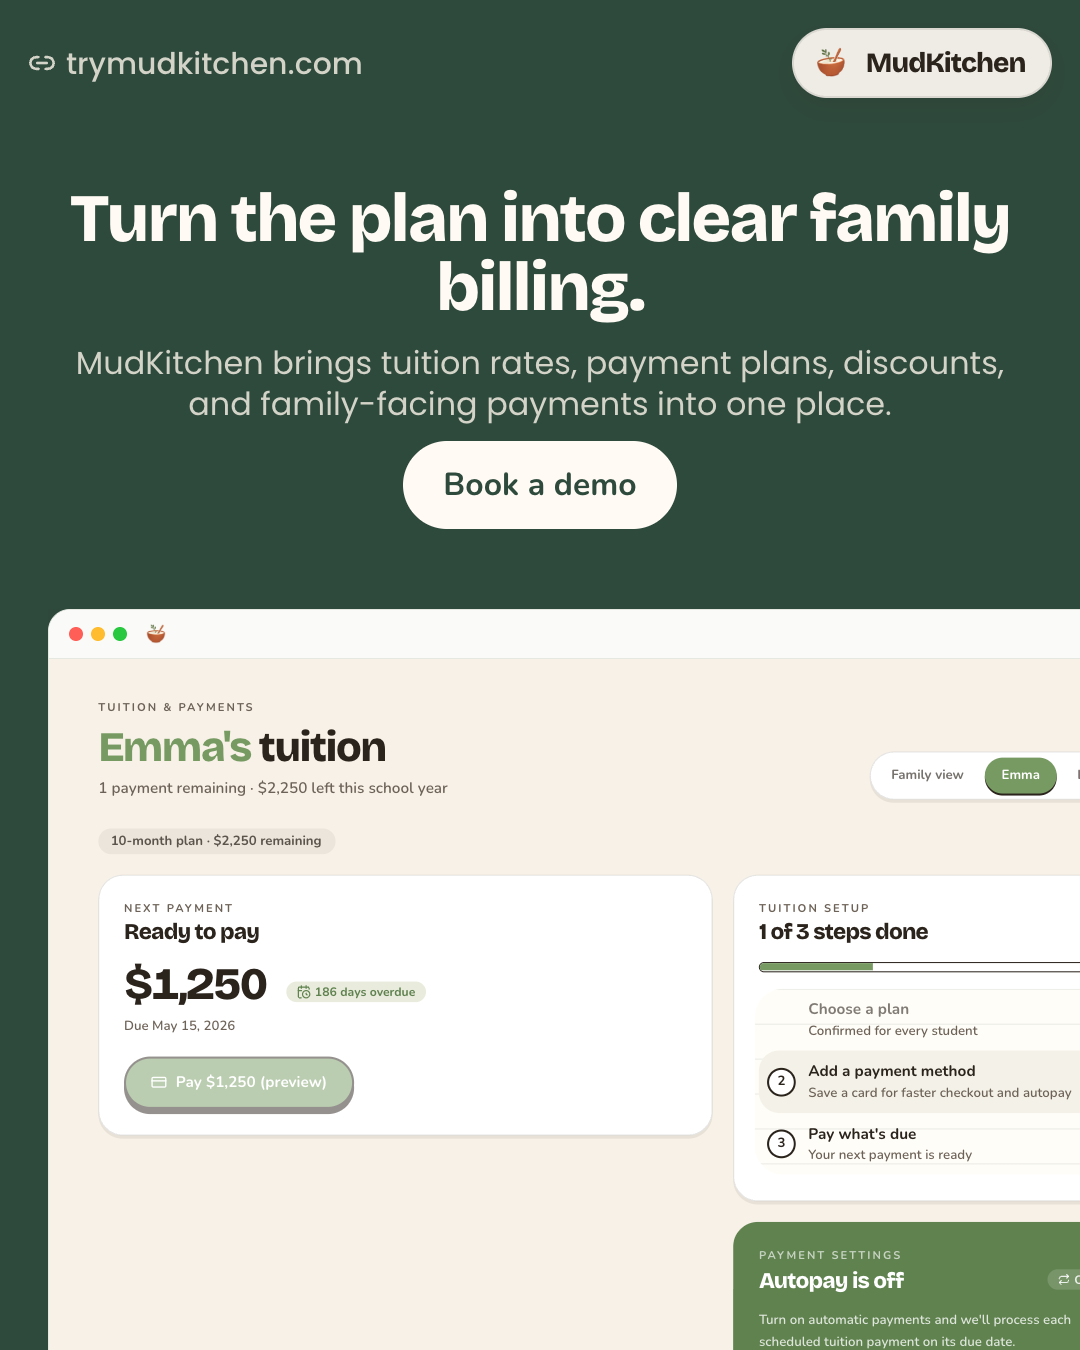 trymudkitchen.com
MudKitchen
Turn the plan into clear family
billing.
MudKitchen brings tuition rates, payment plans, discounts,
and family-facing payments into one place.
Book a demo
TUITION & PAYMENTS
Emma's tuition
1 payment remaining · $2,250 left this school year
Family view
Emma
10-month plan · $2,250 remaining
NEXT PAYMENT
Ready to pay
$1,250
186 days overdue
Due May 15, 2026
Pay $1,250 (preview)
TUITION SETUP
1 of 3 steps done
Choose a plan
Confirmed for every student
2
Add a payment method
Save a card for faster checkout and autopay
3
Pay what's due
Your next payment is ready
PAYMENT SETTINGS
Autopay is off
Turn on automatic payments and we'll process each
scheduled tuition payment on its due date.